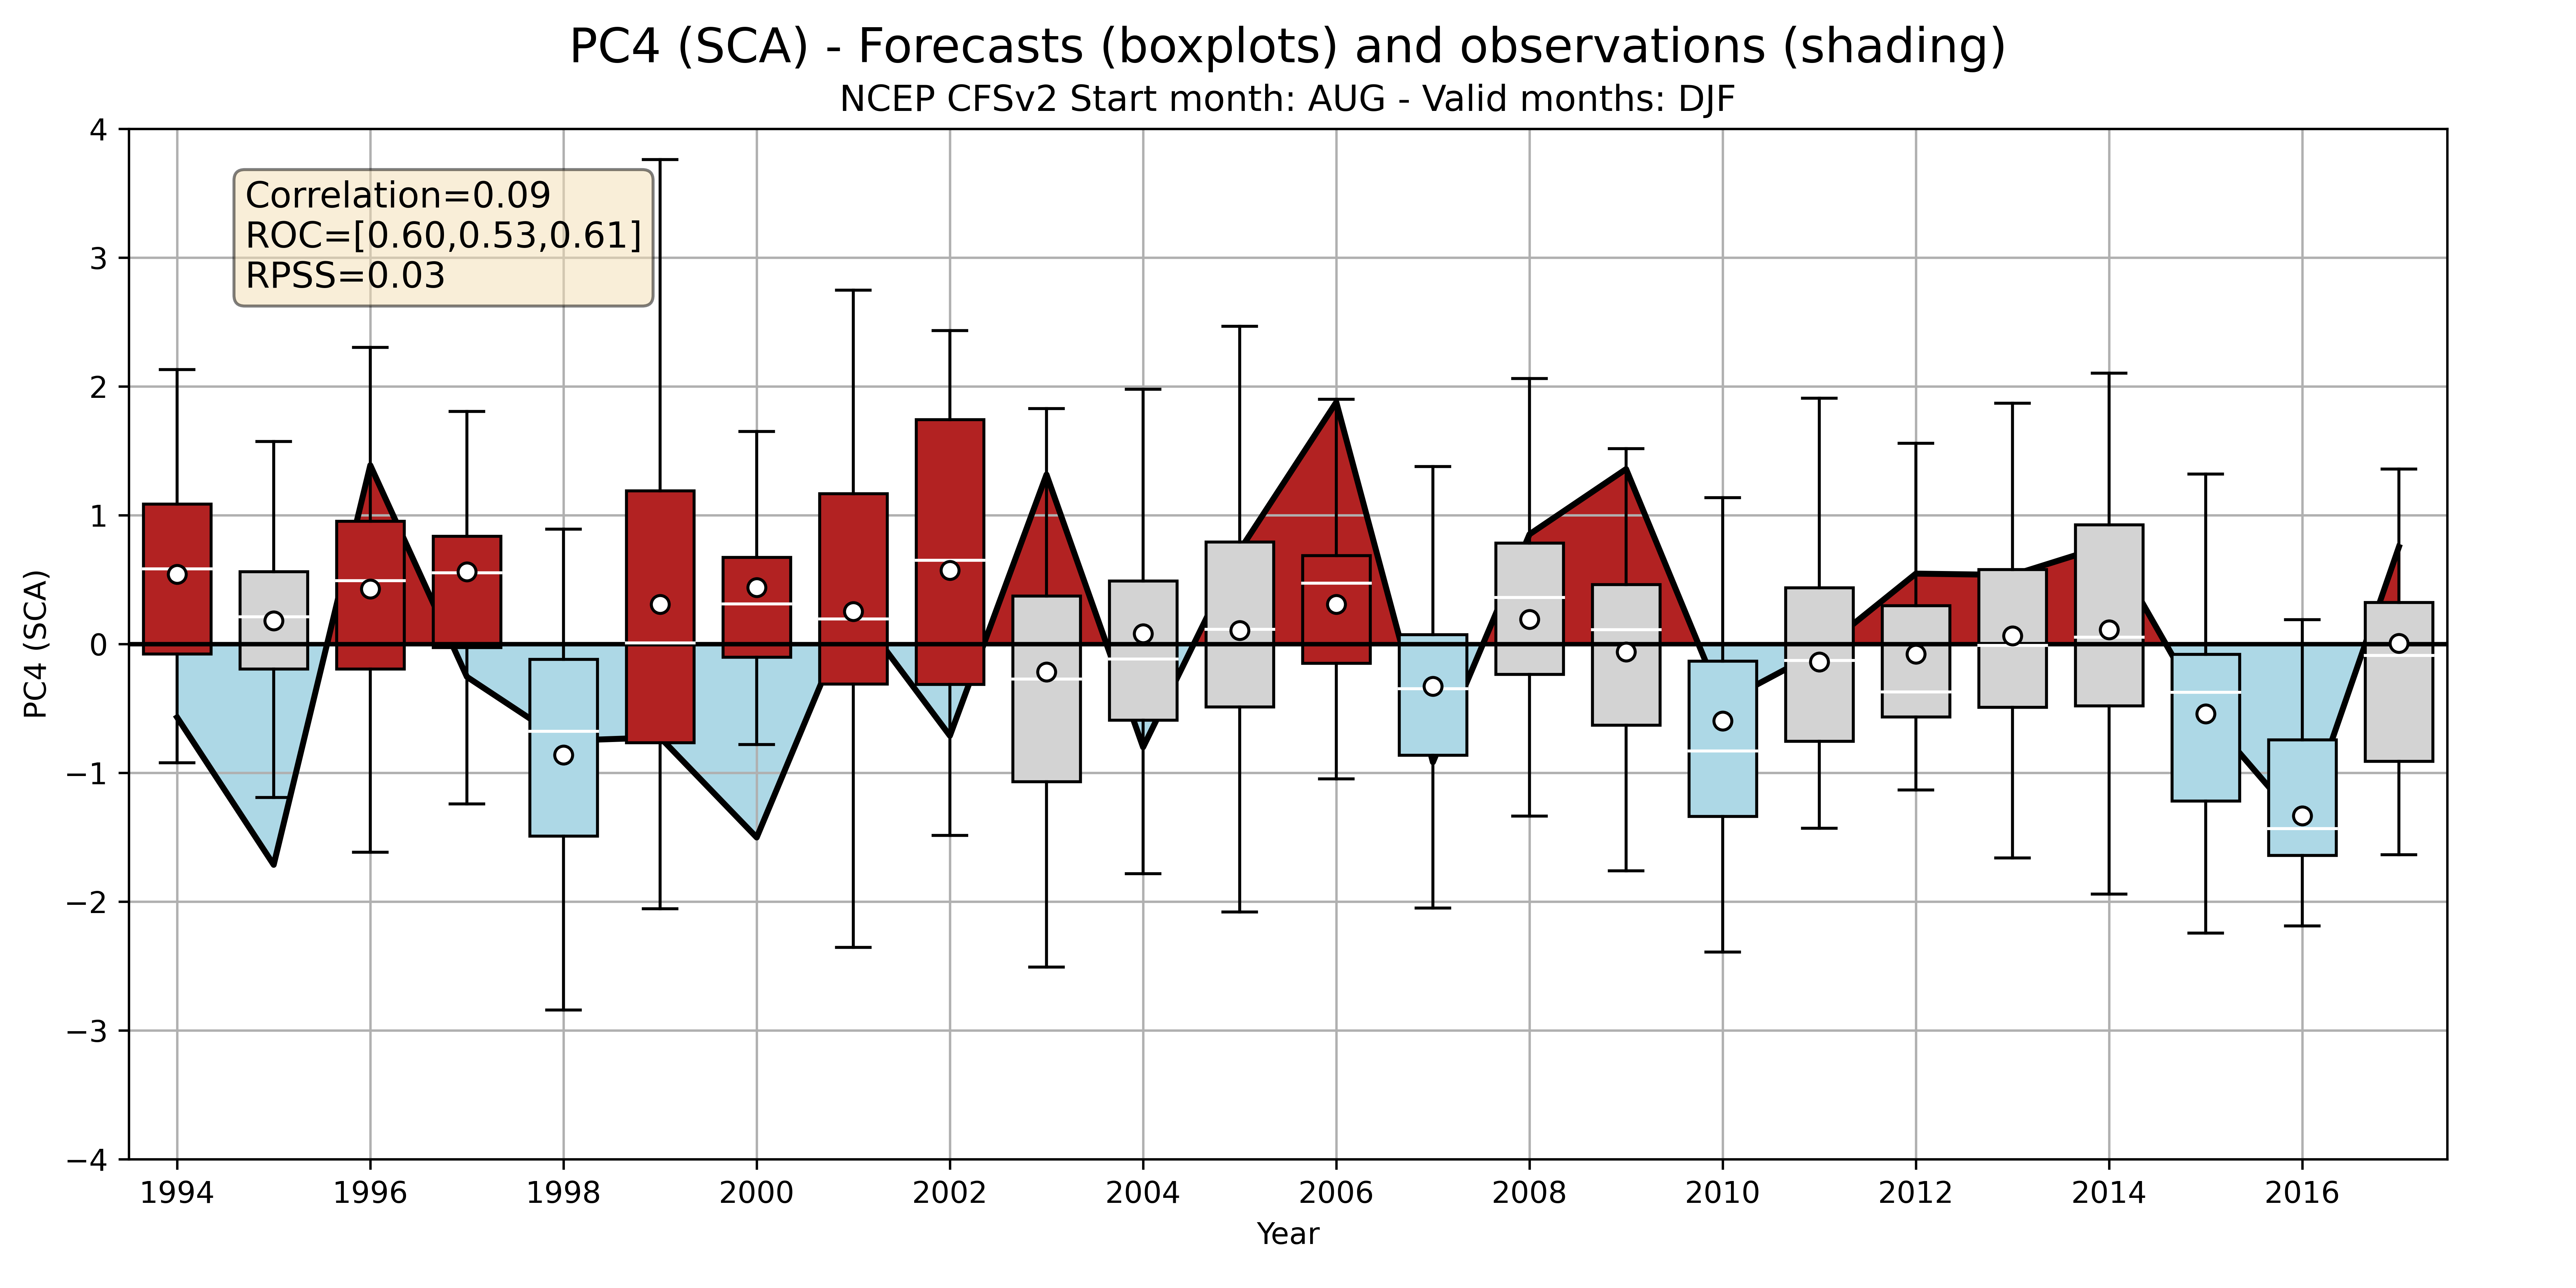 PC4 (SCA) - Forecasts (boxplots) and observations (shading)
NCEP CFSv2 Start month: AUG - Valid months: DJF
Correlation=0.09
ROC=[0.60,0.53,0.61]
RPSS=0.03
PC4 (SCA)
4
3
2
1
0
−1
−2
−3
−4
1994 1996 1998 2000 2002 2004 2006 2008 2010 2012 2014 2016
Year